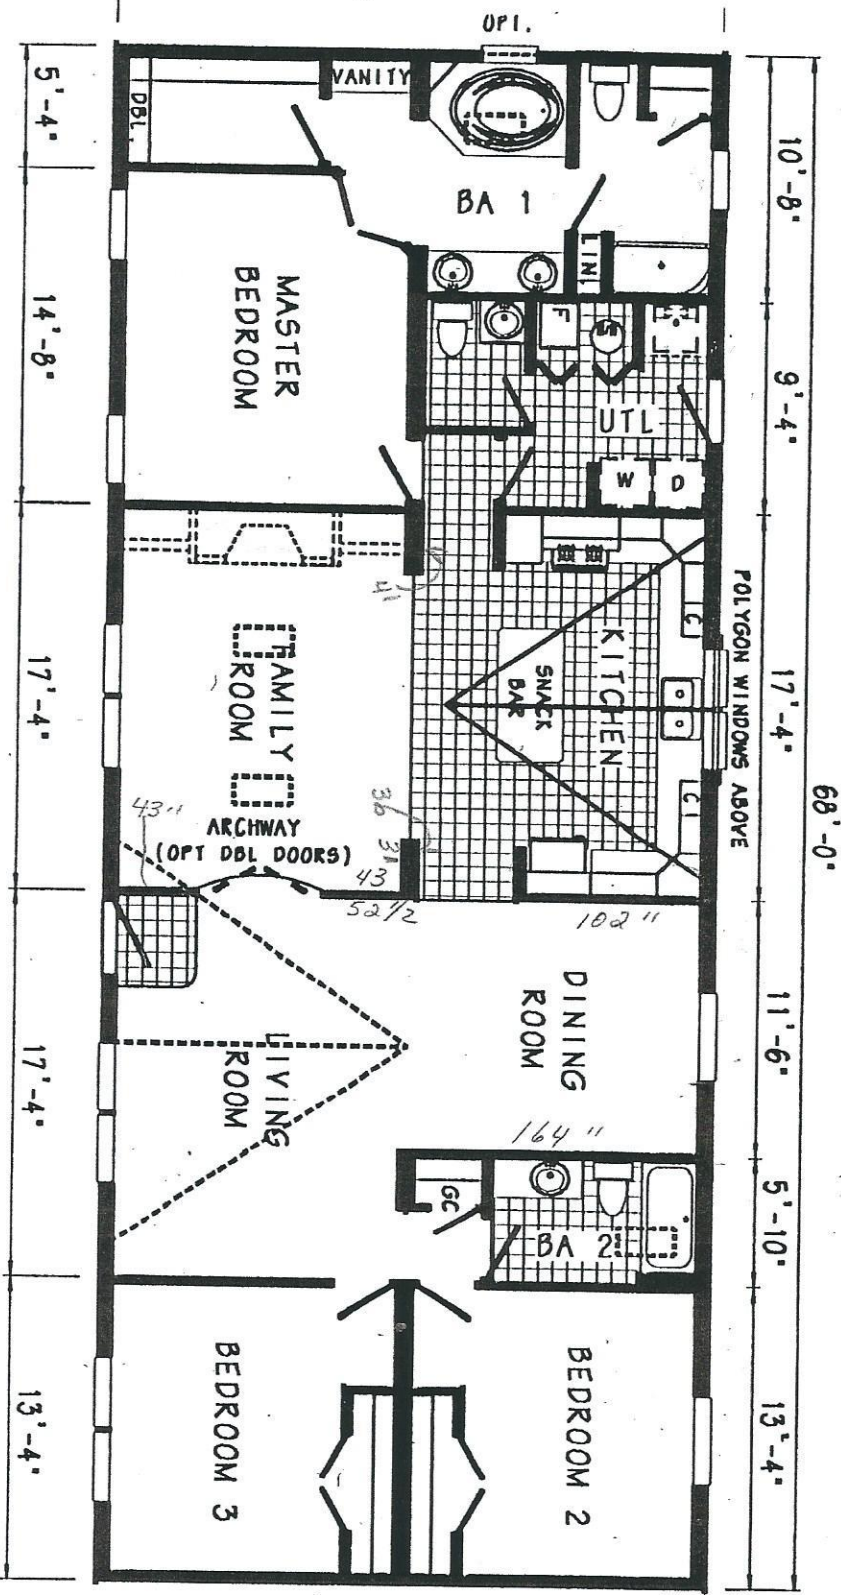 OPT.
5'-4"
14'-8"
17'-4"
17'-4"
13'-4"
DBL.
VANITY
BA 1
LIN
MASTER
BEDROOM
F
W/H
UTL
W
D
41
KITCHEN
SNACK
BAR
C
C
POLYGON WINDOWS ABOVE
FAMILY
ROOM
43"
ARCHWAY
(OPT DBL DOORS)
36
31
43
52 1/2
102"
DINING
ROOM
LIVING
ROOM
164"
GC
BA 2
BEDROOM 3
BEDROOM 2
10'-8"
9'-4"
17'-4"
11'-6"
5'-10"
13'-4"
68'-0"